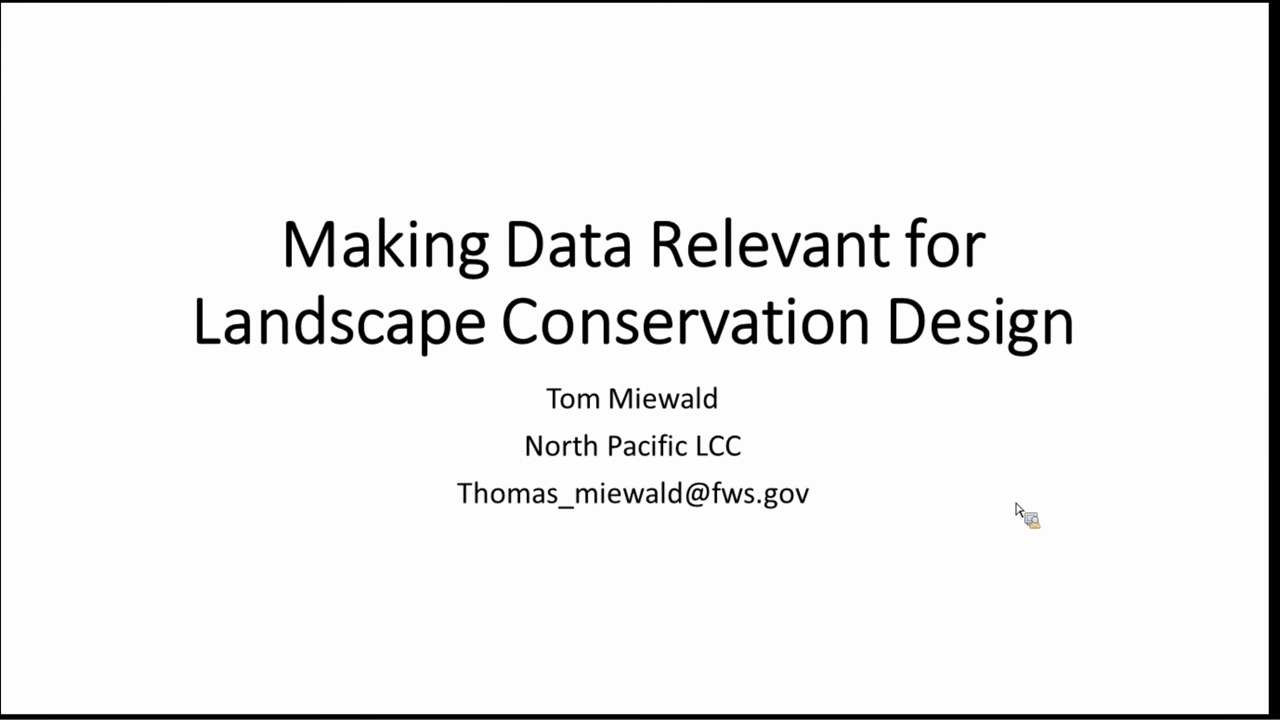 Making Data Relevant for
Landscape Conservation Design
Tom Miewald
North Pacific LCC
Thomas_miewald@fws.gov